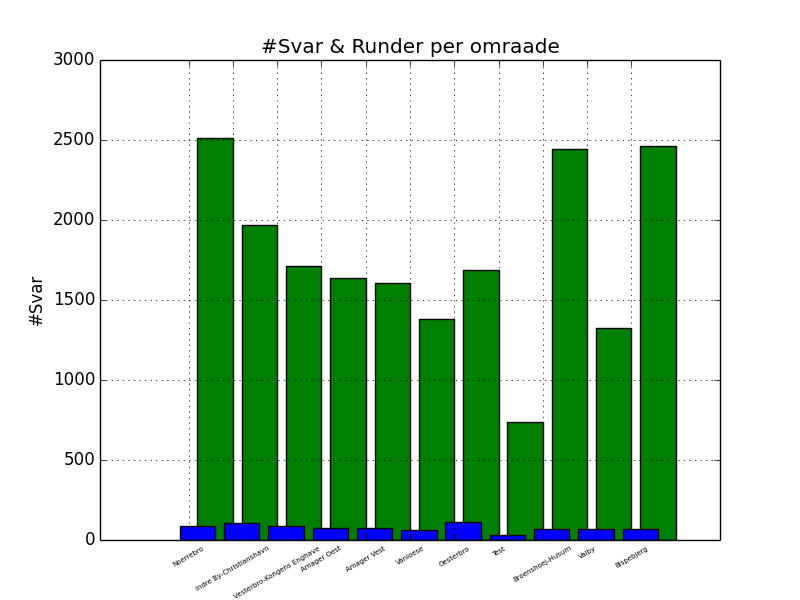 #Svar & Runder per omraade
3000
2500
2000
1500
1000
500
0
#Svar
Noerrebro
Indre By-Christianshavn
Vesterbro-Kongens Enghave
Amager Oest
Amager Vest
Vanloese
Oesterbro
Test
Broenshoej-Husum
Valby
Bispebjerg